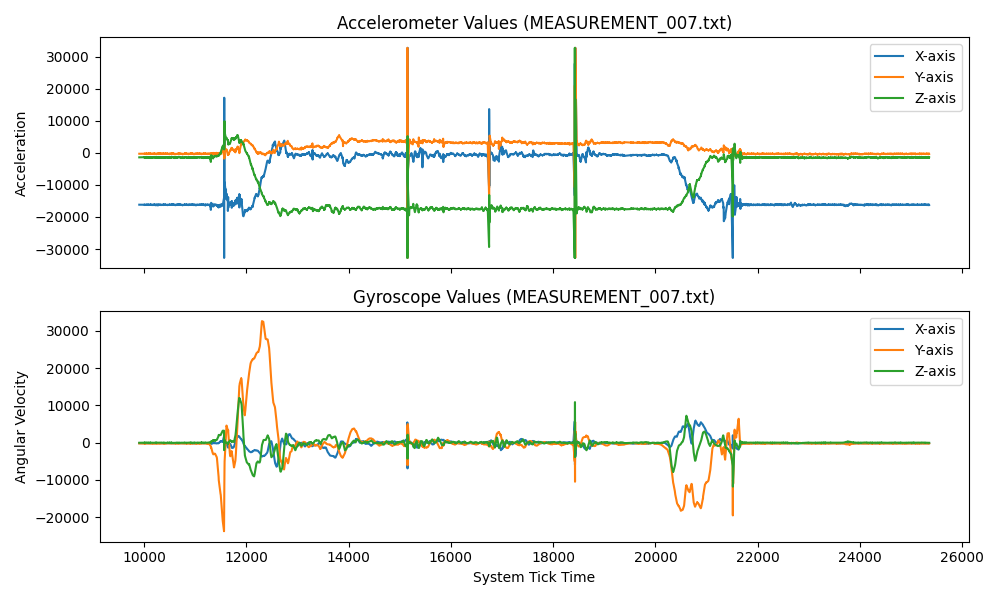 Accelerometer Values (MEASUREMENT_007.txt)
Acceleration
30000
20000
10000
0
−10000
−20000
−30000
X-axis
Y-axis
Z-axis
Gyroscope Values (MEASUREMENT_007.txt)
Angular Velocity
30000
20000
10000
0
−10000
−20000
X-axis
Y-axis
Z-axis
10000 12000 14000 16000 18000 20000 22000 24000 26000
System Tick Time